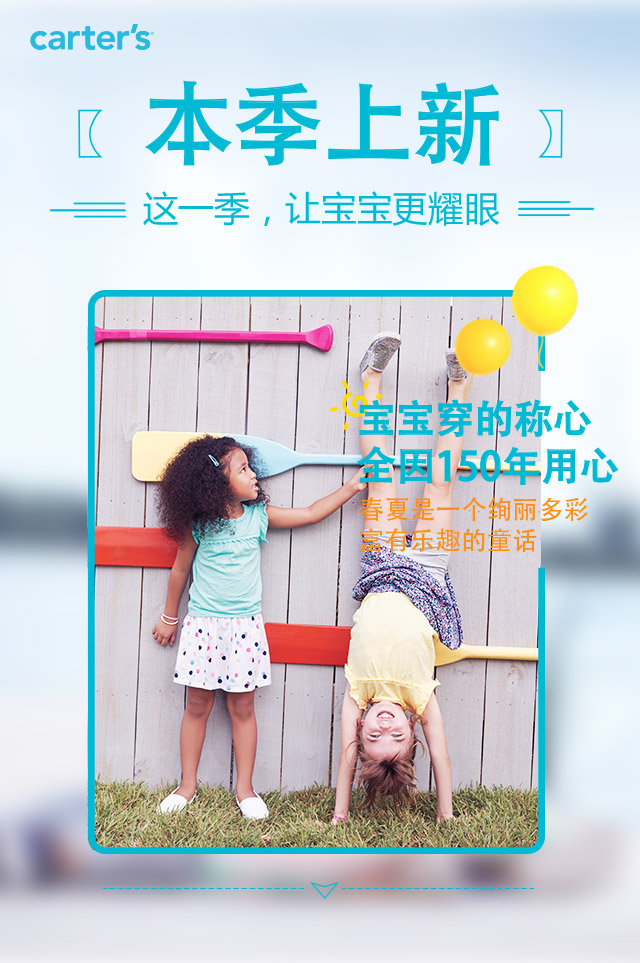 carter's
本季上新
这一季，让宝宝更耀眼
宝宝穿的称心
全因150年用心
春夏是一个绚丽多彩
富有乐趣的童话